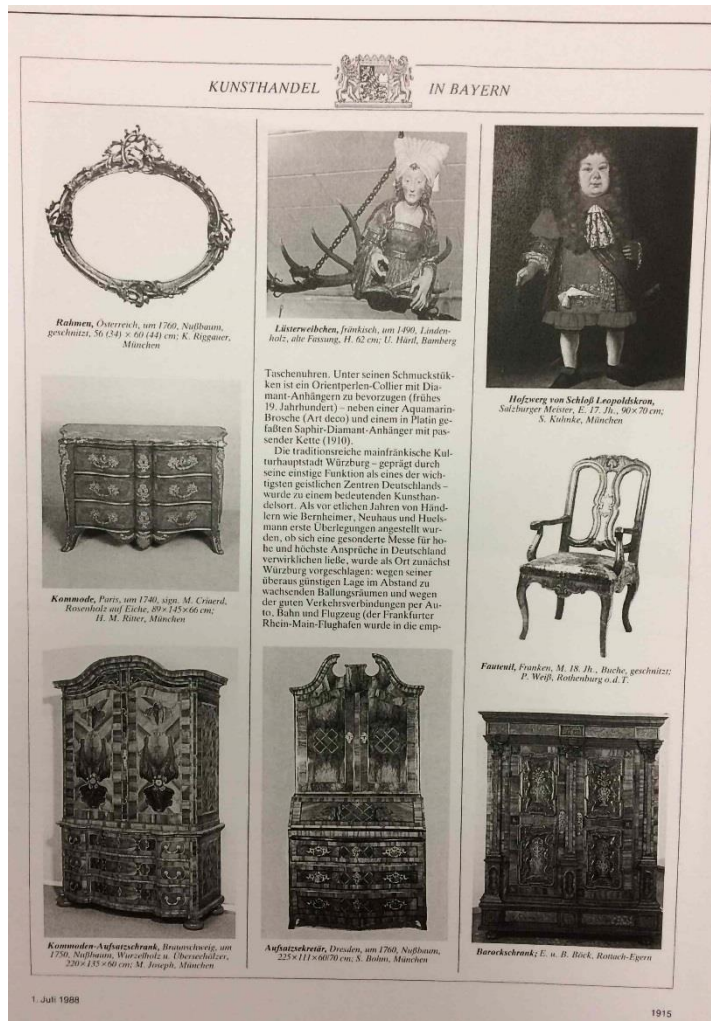 KUNSTHANDEL IN BAYERN
Rahmen, Österreich, um 1760, Nußbaum,
geschnitzt, 56 (34) × 60 (44) cm; K. Riggauer,
München
Kommode, Paris, um 1740, sign. M. Criaerd,
Rosenholz auf Eiche, 89×145×66 cm;
H. M. Ritter, München
Kommoden-Aufsatzschrank, Braunschweig, um
1750, Nußbaum, Wurzelholz u. Überseehölzer,
220×135×60 cm; M. Joseph, München
Lüsterweibchen, fränkisch, um 1490, Linden-
holz, alte Fassung, H. 62 cm; U. Härtl, Bamberg
Taschenuhren. Unter seinen Schmuckstük-
ken ist ein Orientperlen-Collier mit Dia-
mant-Anhängern zu bevorzugen (frühes
19. Jahrhundert) – neben einer Aquamarin-
Brosche (Art deco) und einem in Platin ge-
faßten Saphir-Diamant-Anhänger mit pas-
sender Kette (1910).
Die traditionsreiche mainfränkische Kul-
turhauptstadt Würzburg – geprägt durch
seine einstige Funktion als eines der wich-
tigsten geistlichen Zentren Deutschlands –
wurde zu einem bedeutenden Kunsthan-
delsort. Als vor etlichen Jahren von Händ-
lern wie Bernheimer, Neuhaus und Huels-
mann erste Überlegungen angestellt wur-
den, ob sich eine gesonderte Messe für ho-
he und höchste Ansprüche in Deutschland
verwirklichen ließe, wurde als Ort zunächst
Würzburg vorgeschlagen: wegen seiner
überaus günstigen Lage im Abstand zu
wachsenden Ballungsräumen und wegen
der guten Verkehrsverbindungen per Au-
to, Bahn und Flugzeug (der Frankfurter
Rhein-Main-Flughafen wurde in die emp-
Aufsatzsekretär, Dresden, um 1760, Nußbaum,
225×111×60/70 cm; S. Bohm, München
Hofzwerg von Schloß Leopoldskron,
Salzburger Meister, E. 17. Jh., 90×70 cm;
S. Kuhnke, München
Fauteuil, Franken, M. 18. Jh., Buche, geschnitzt;
P. Weiß, Rothenburg o.d.T.
Barockschrank; E. u. B. Böck, Rottach-Egern
1. Juli 1988
1915